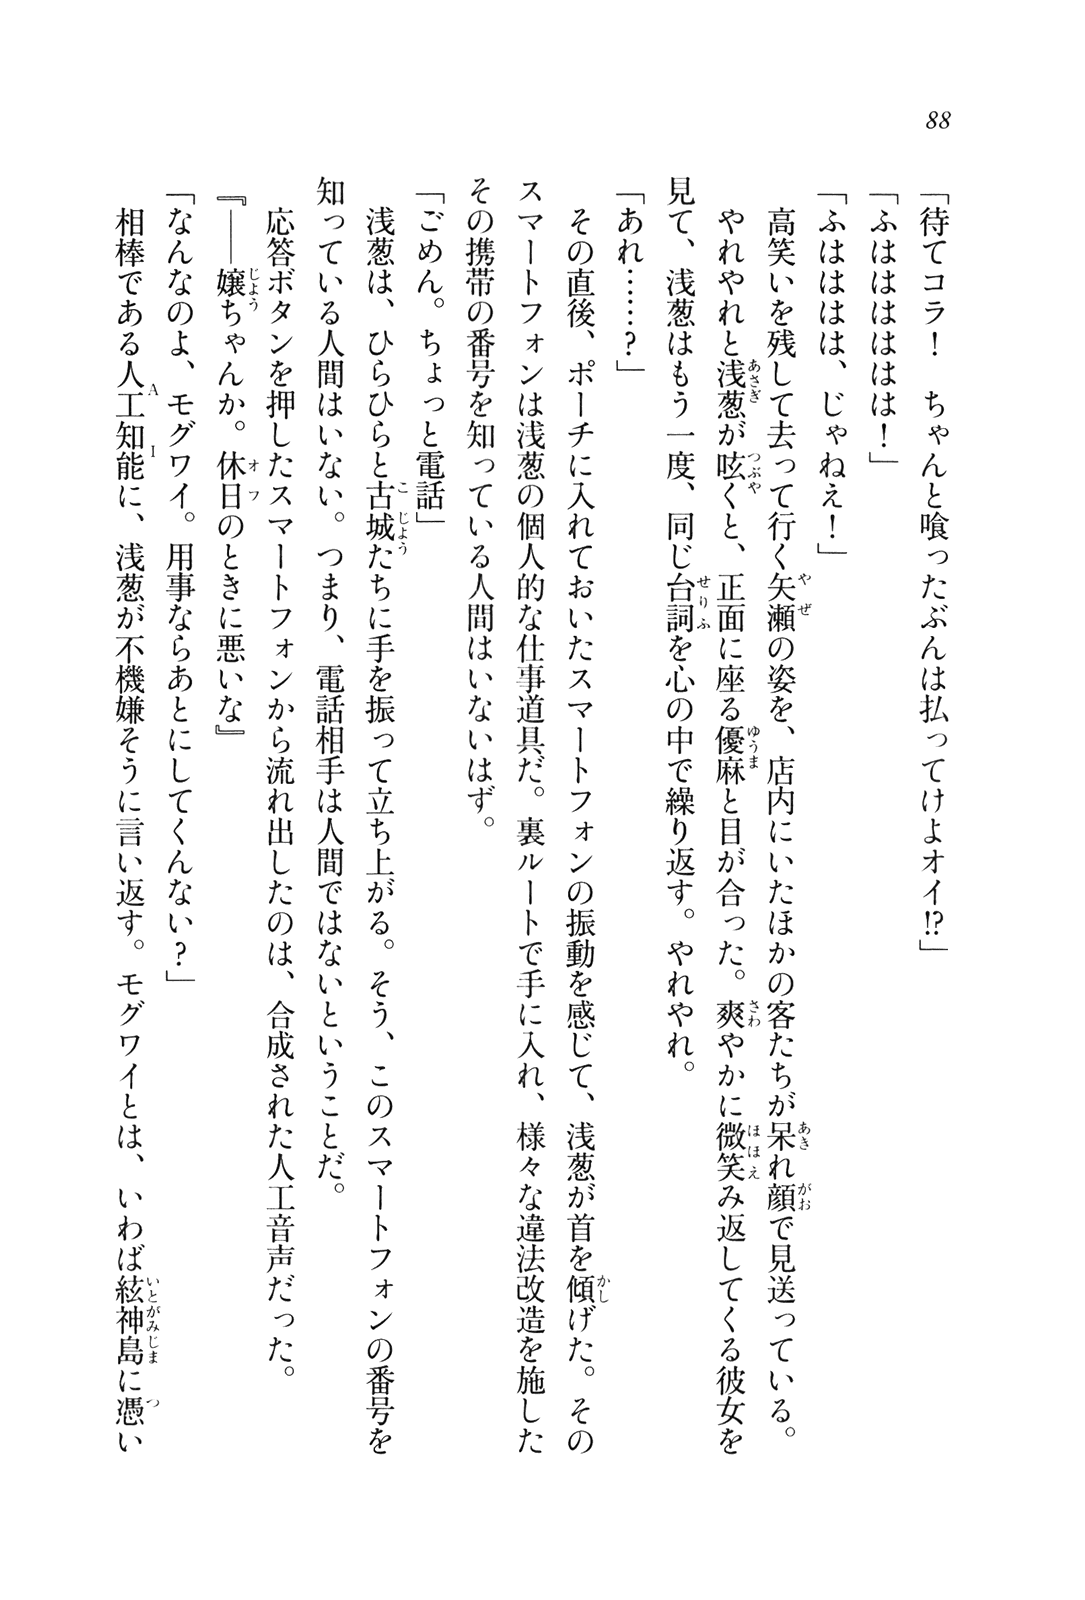 88
「待てコラ！　ちゃんと喰ったぶんは払ってけよオイ!?」
「ふはははははは！」
「ふはははは、じゃねえ！」
　高笑いを残して去って行く矢瀬の姿を、店内にいたほかの客たちが呆れ顔で見送っている。
　やれやれと浅葱が呟くと、正面に座る優麻と目が合った。爽やかに微笑み返してくる彼女を
見て、浅葱はもう一度、同じ台詞を心の中で繰り返す。やれやれ。
「あれ……？」
　その直後、ポーチに入れておいたスマートフォンの振動を感じて、浅葱が首を傾げた。その
スマートフォンは浅葱の個人的な仕事道具だ。裏ルートで手に入れ、様々な違法改造を施した
その携帯の番号を知っている人間はいないはず。
「ごめん。ちょっと電話」
　浅葱は、ひらひらと古城たちに手を振って立ち上がる。そう、このスマートフォンの番号を
知っている人間はいない。つまり、電話相手は人間ではないということだ。
　応答ボタンを押したスマートフォンから流れ出したのは、合成された人工音声だった。
『――嬢ちゃんか。休日のときに悪いな』
「なんなのよ、モグワイ。用事ならあとにしてくんない？」
　相棒である人工知能に、浅葱が不機嫌そうに言い返す。モグワイとは、いわば絃神島に憑い